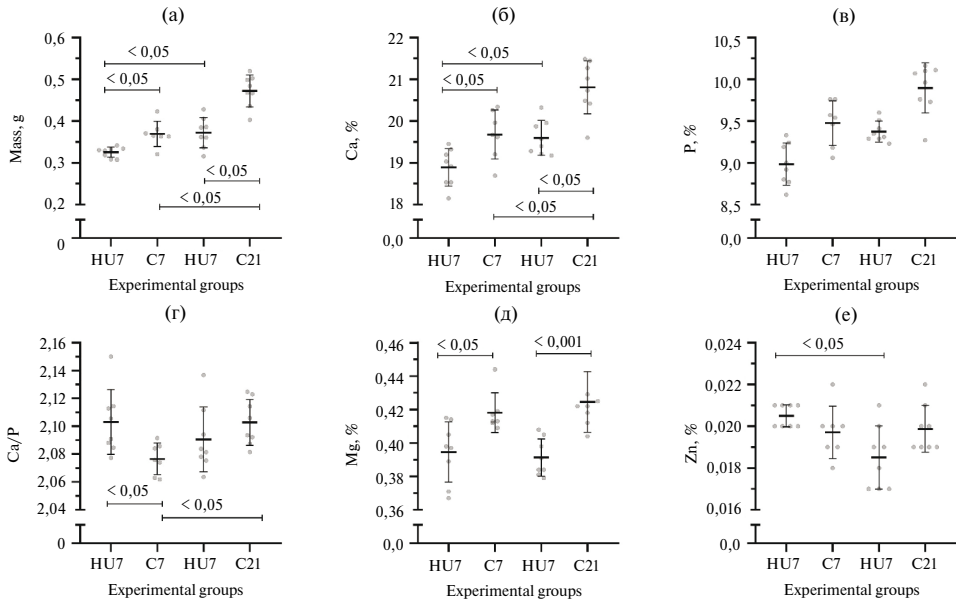 (а)
0,6
0,5
0,4
0,3
0,2
0
Mass, g
< 0,05
< 0,05
< 0,05
< 0,05
HU7 C7 HU7 C21
Experimental groups
(б)
22
21
20
19
18
0,0
Ca, %
< 0,05
< 0,05
< 0,05
< 0,05
HU7 C7 HU7 C21
Experimental groups
(в)
10,5
10,0
9,5
9,0
8,5
0,0
P, %
HU7 C7 HU7 C21
Experimental groups
(г)
2,16
2,14
2,12
2,10
2,08
2,06
2,04
0
Ca/P
< 0,05
< 0,05
HU7 C7 HU7 C21
Experimental groups
(д)
0,46
0,44
0,42
0,40
0,38
0,36
0,0
Mg, %
< 0,05
< 0,001
HU7 C7 HU7 C21
Experimental groups
(е)
0,024
0,022
0,020
0,018
0,016
0,0
Zn, %
< 0,05
HU7 C7 HU7 C21
Experimental groups